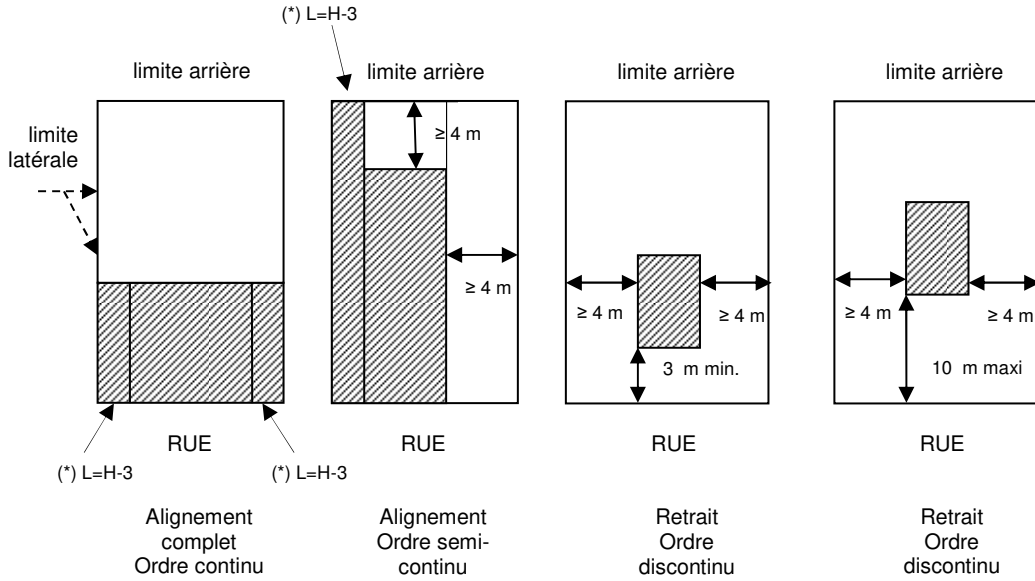 (*) L=H-3
limite arrière
limite arrière
limite arrière
limite arrière
limite
latérale
≥ 4 m
≥ 4 m
≥ 4 m
≥ 4 m
≥ 4 m
≥ 4 m
3 m min.
10 m maxi
RUE
RUE
RUE
RUE
(*) L=H-3
(*) L=H-3
Alignement
complet
Ordre continu
Alignement
Ordre semi-
continu
Retrait
Ordre
discontinu
Retrait
Ordre
discontinu